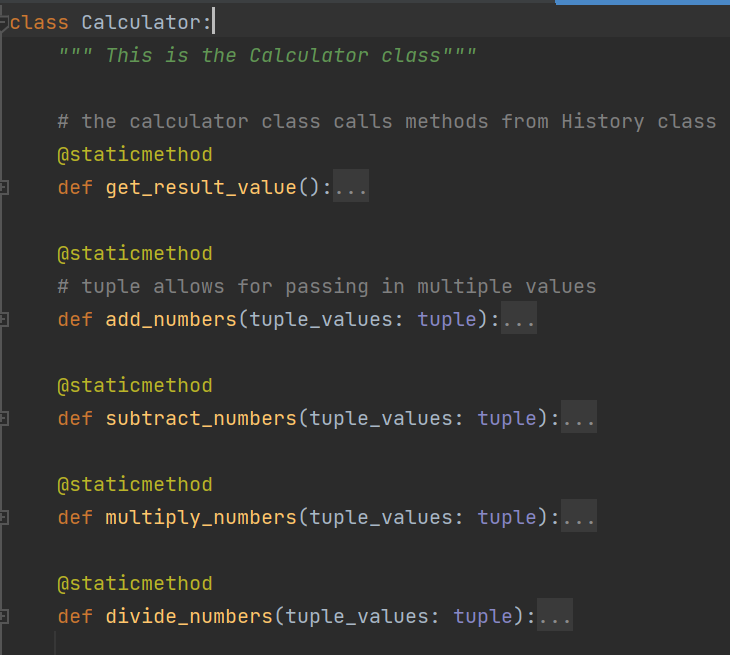 class Calculator:
""" This is the Calculator class"""
# the calculator class calls methods from History class
@staticmethod
def get_result_value():...
@staticmethod
# tuple allows for passing in multiple values
def add_numbers(tuple_values: tuple):...
@staticmethod
def subtract_numbers(tuple_values: tuple):...
@staticmethod
def multiply_numbers(tuple_values: tuple):...
@staticmethod
def divide_numbers(tuple_values: tuple):...